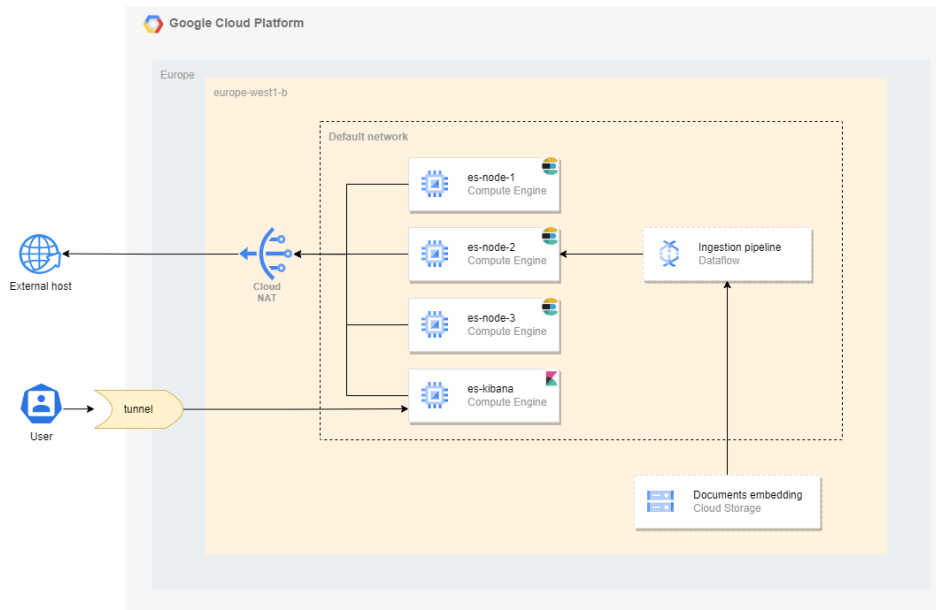 Google Cloud Platform
Europe
europe-west1-b
Default network
es-node-1
Compute Engine
es-node-2
Compute Engine
Ingestion pipeline
Dataflow
External host
Cloud
NAT
es-node-3
Compute Engine
es-kibana
Compute Engine
tunnel
User
Documents embedding
Cloud Storage